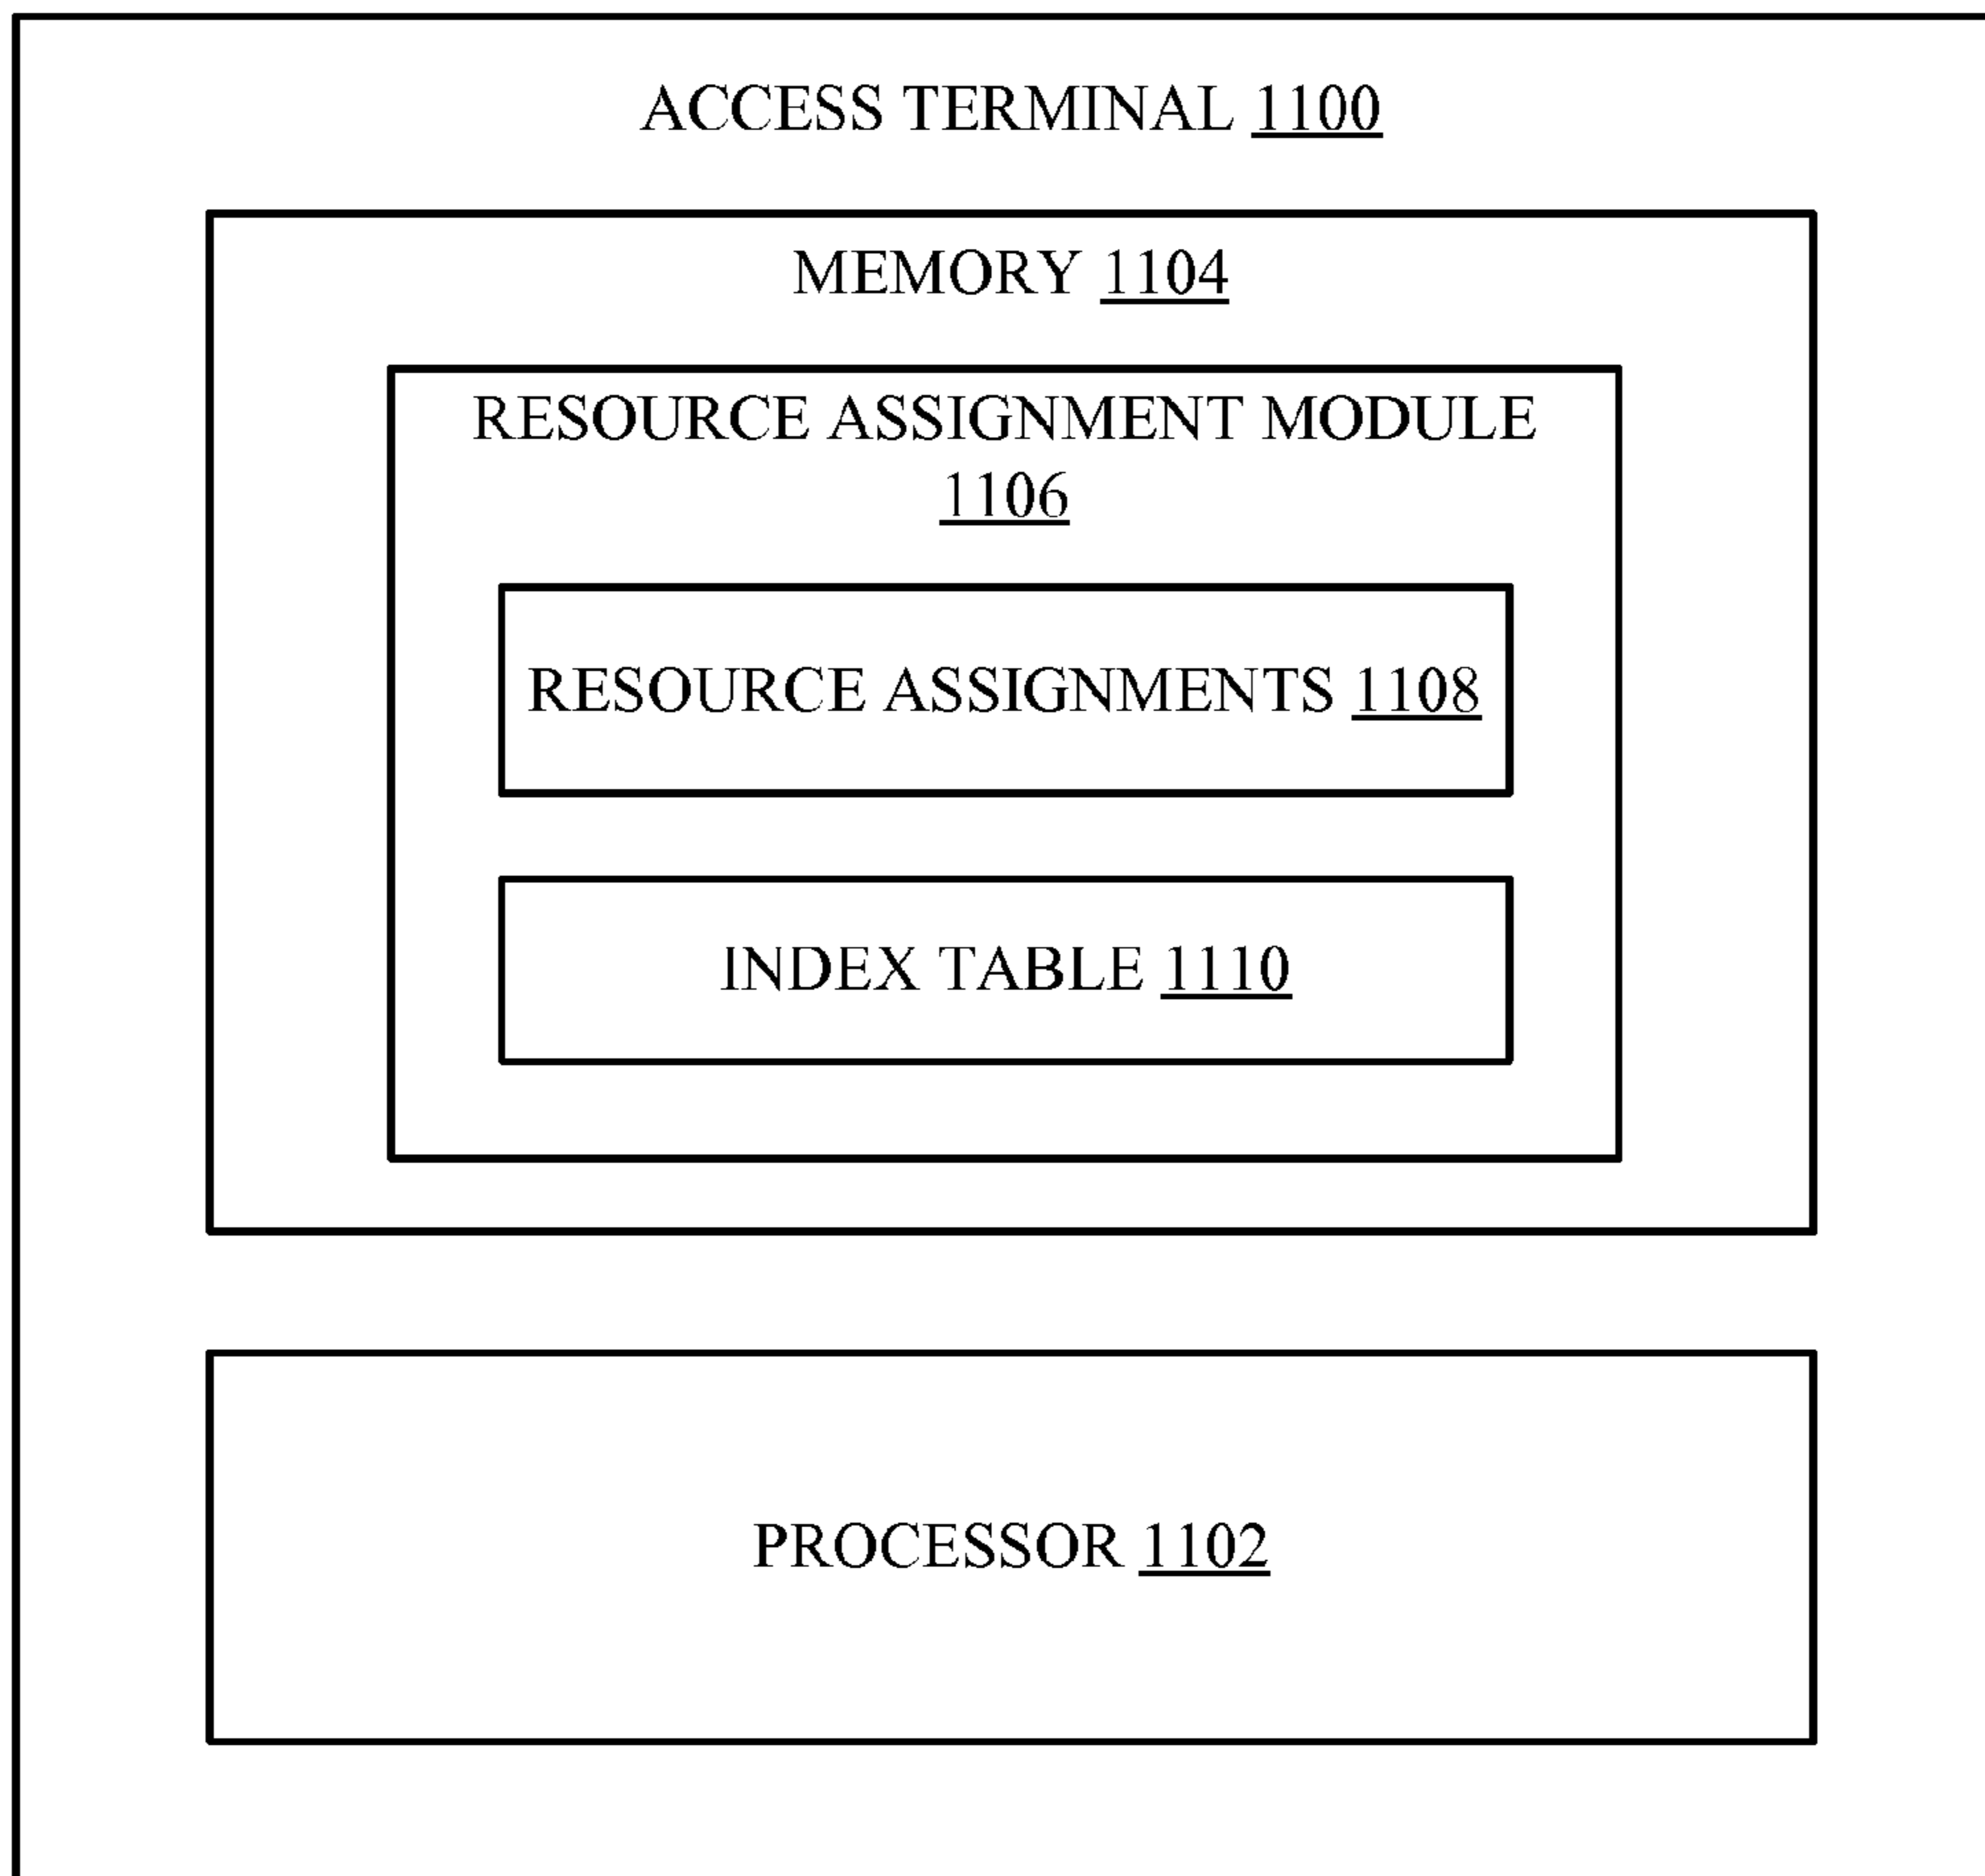 ACCESS TERMINAL 1100
MEMORY 1104
RESOURCE ASSIGNMENT MODULE
1106
RESOURCE ASSIGNMENTS 1108
INDEX TABLE 1110
PROCESSOR 1102